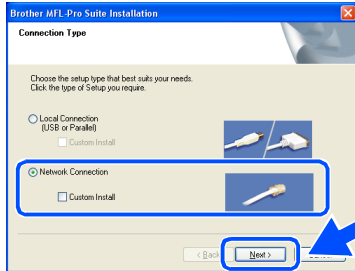 Brother MFL-Pro Suite Installation
Connection Type
Choose the setup type that best suits your needs.
Click the type of Setup you require.
Local Connection
(USB or Parallel)
Custom Install
Network Connection
Custom Install
< Back
Next >